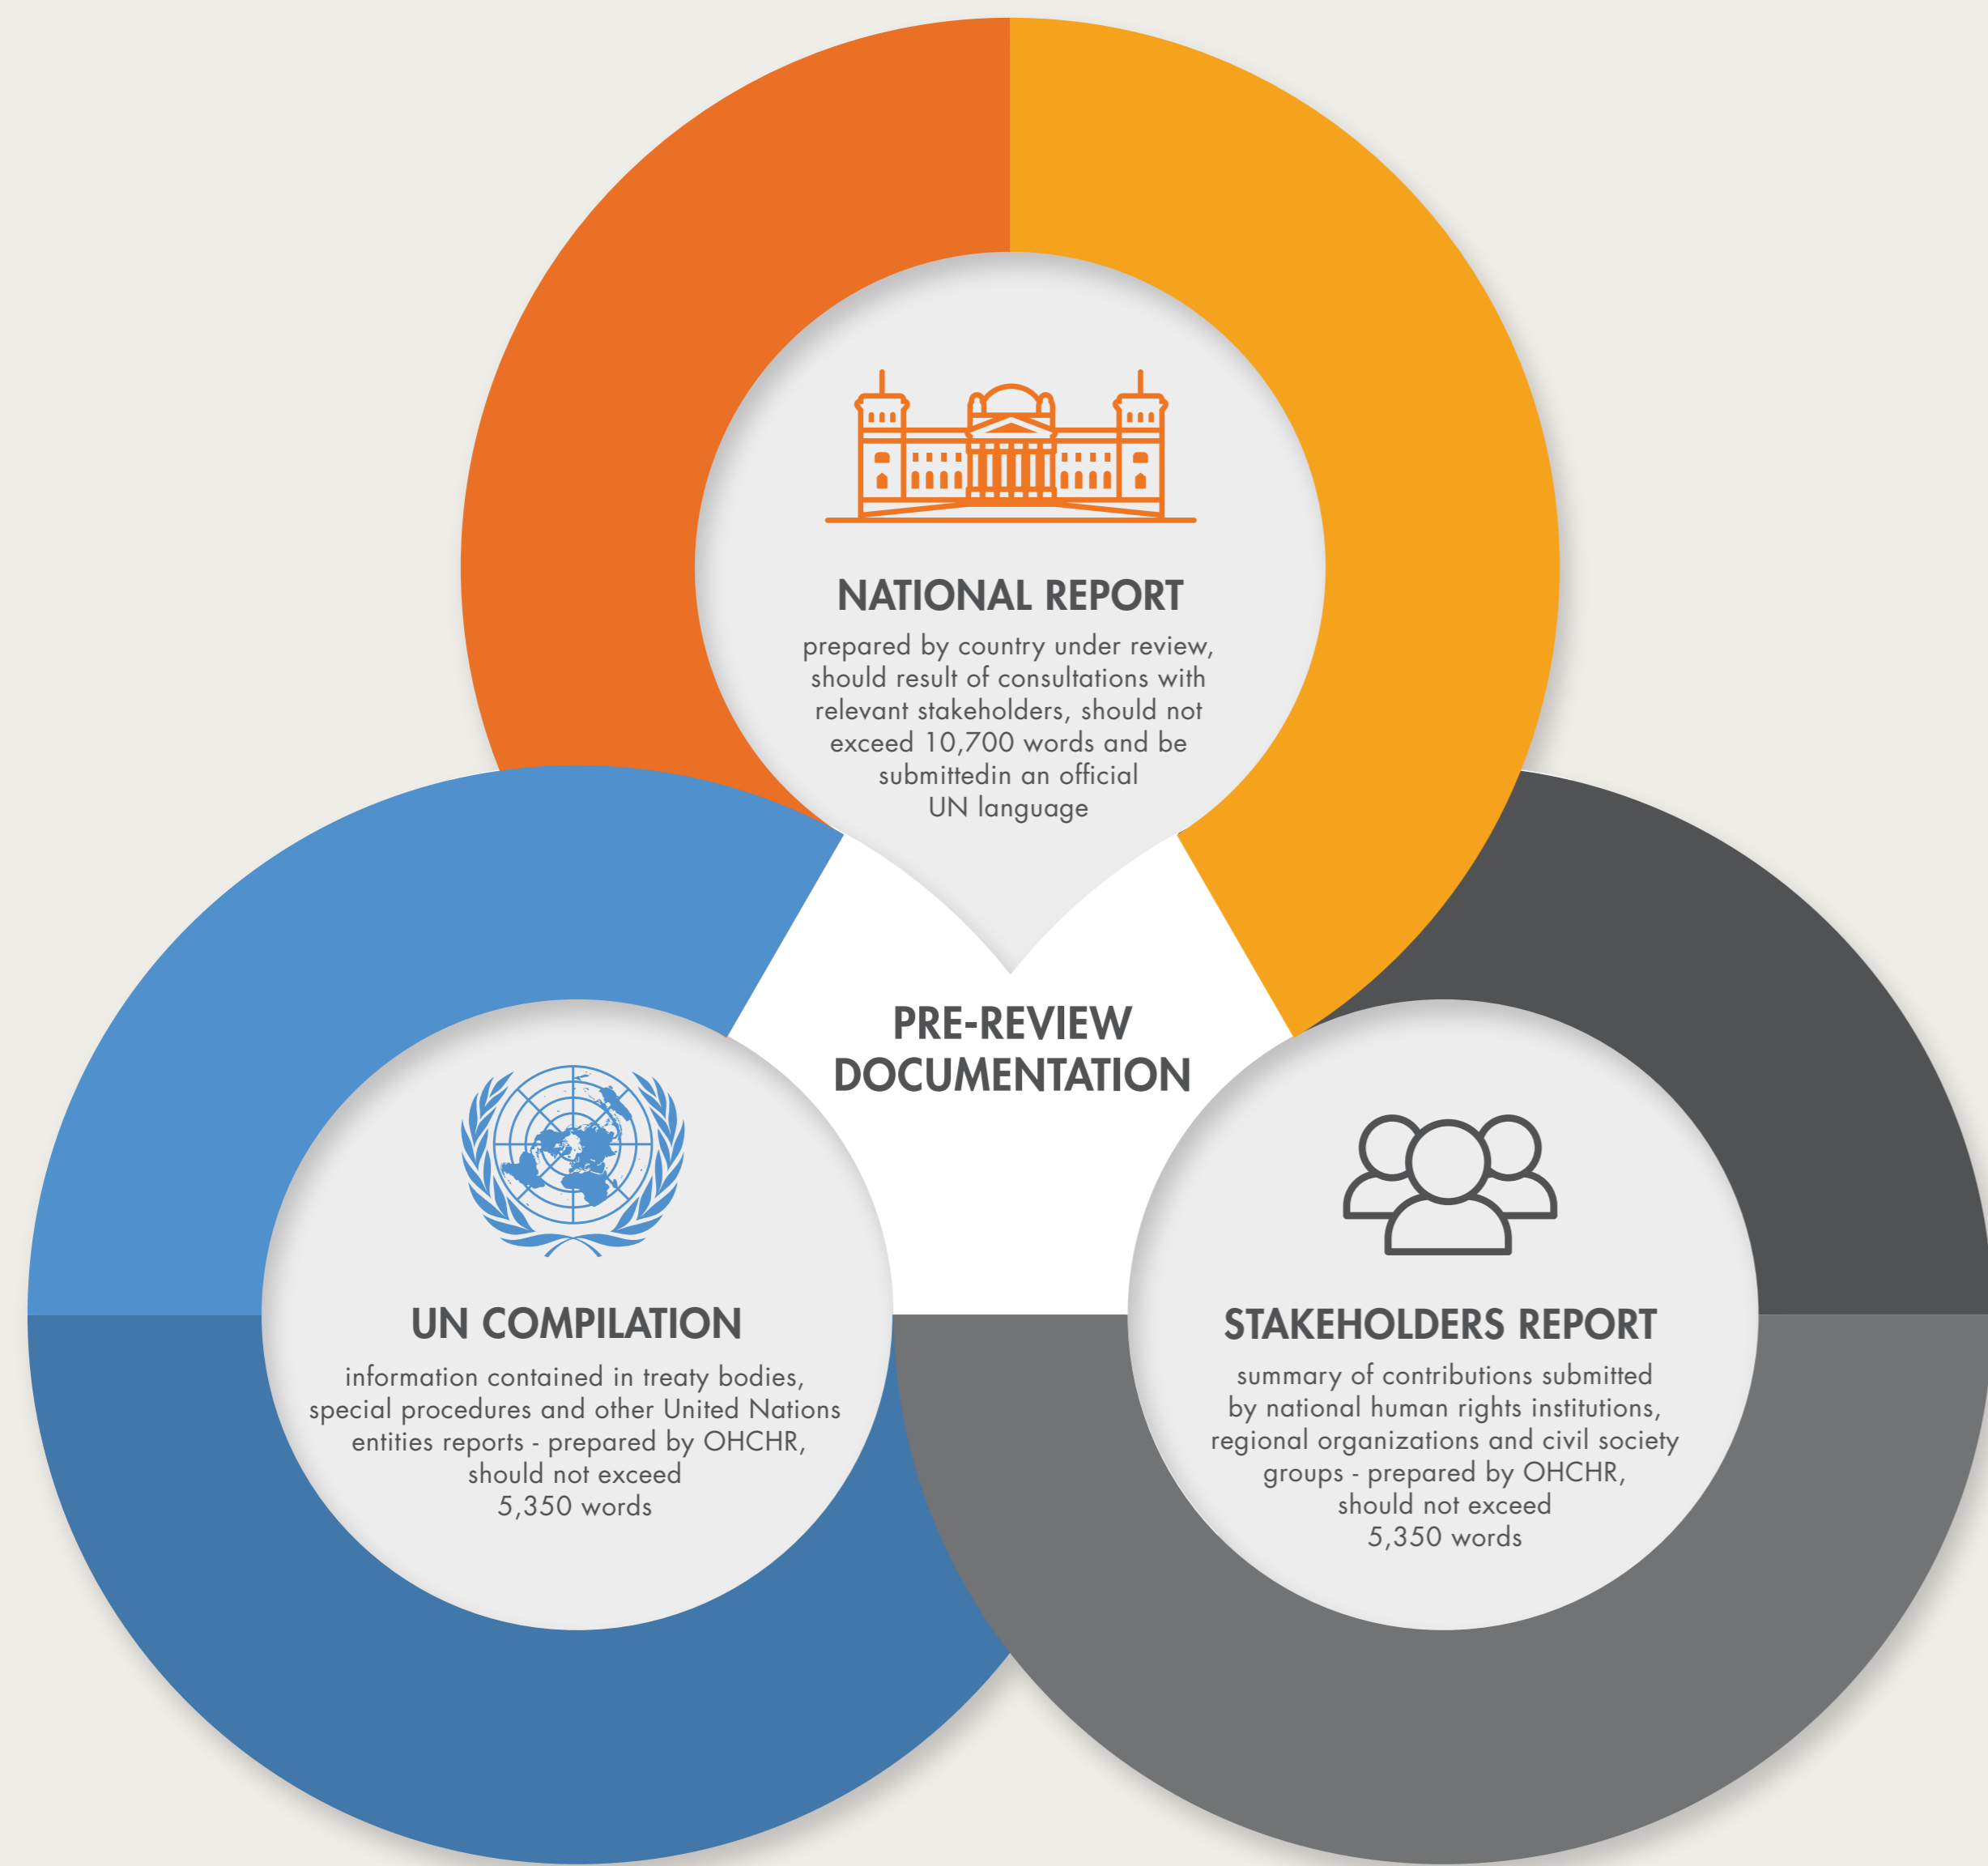 NATIONAL REPORT
prepared by country under review,
should result of consultations with
relevant stakeholders, should not
exceed 10,700 words and be
submittedin an official
UN language
PRE-REVIEW
DOCUMENTATION
UN COMPILATION
information contained in treaty bodies,
special procedures and other United Nations
entities reports - prepared by OHCHR,
should not exceed
5,350 words
STAKEHOLDERS REPORT
summary of contributions submitted
by national human rights institutions,
regional organizations and civil society
groups - prepared by OHCHR,
should not exceed
5,350 words